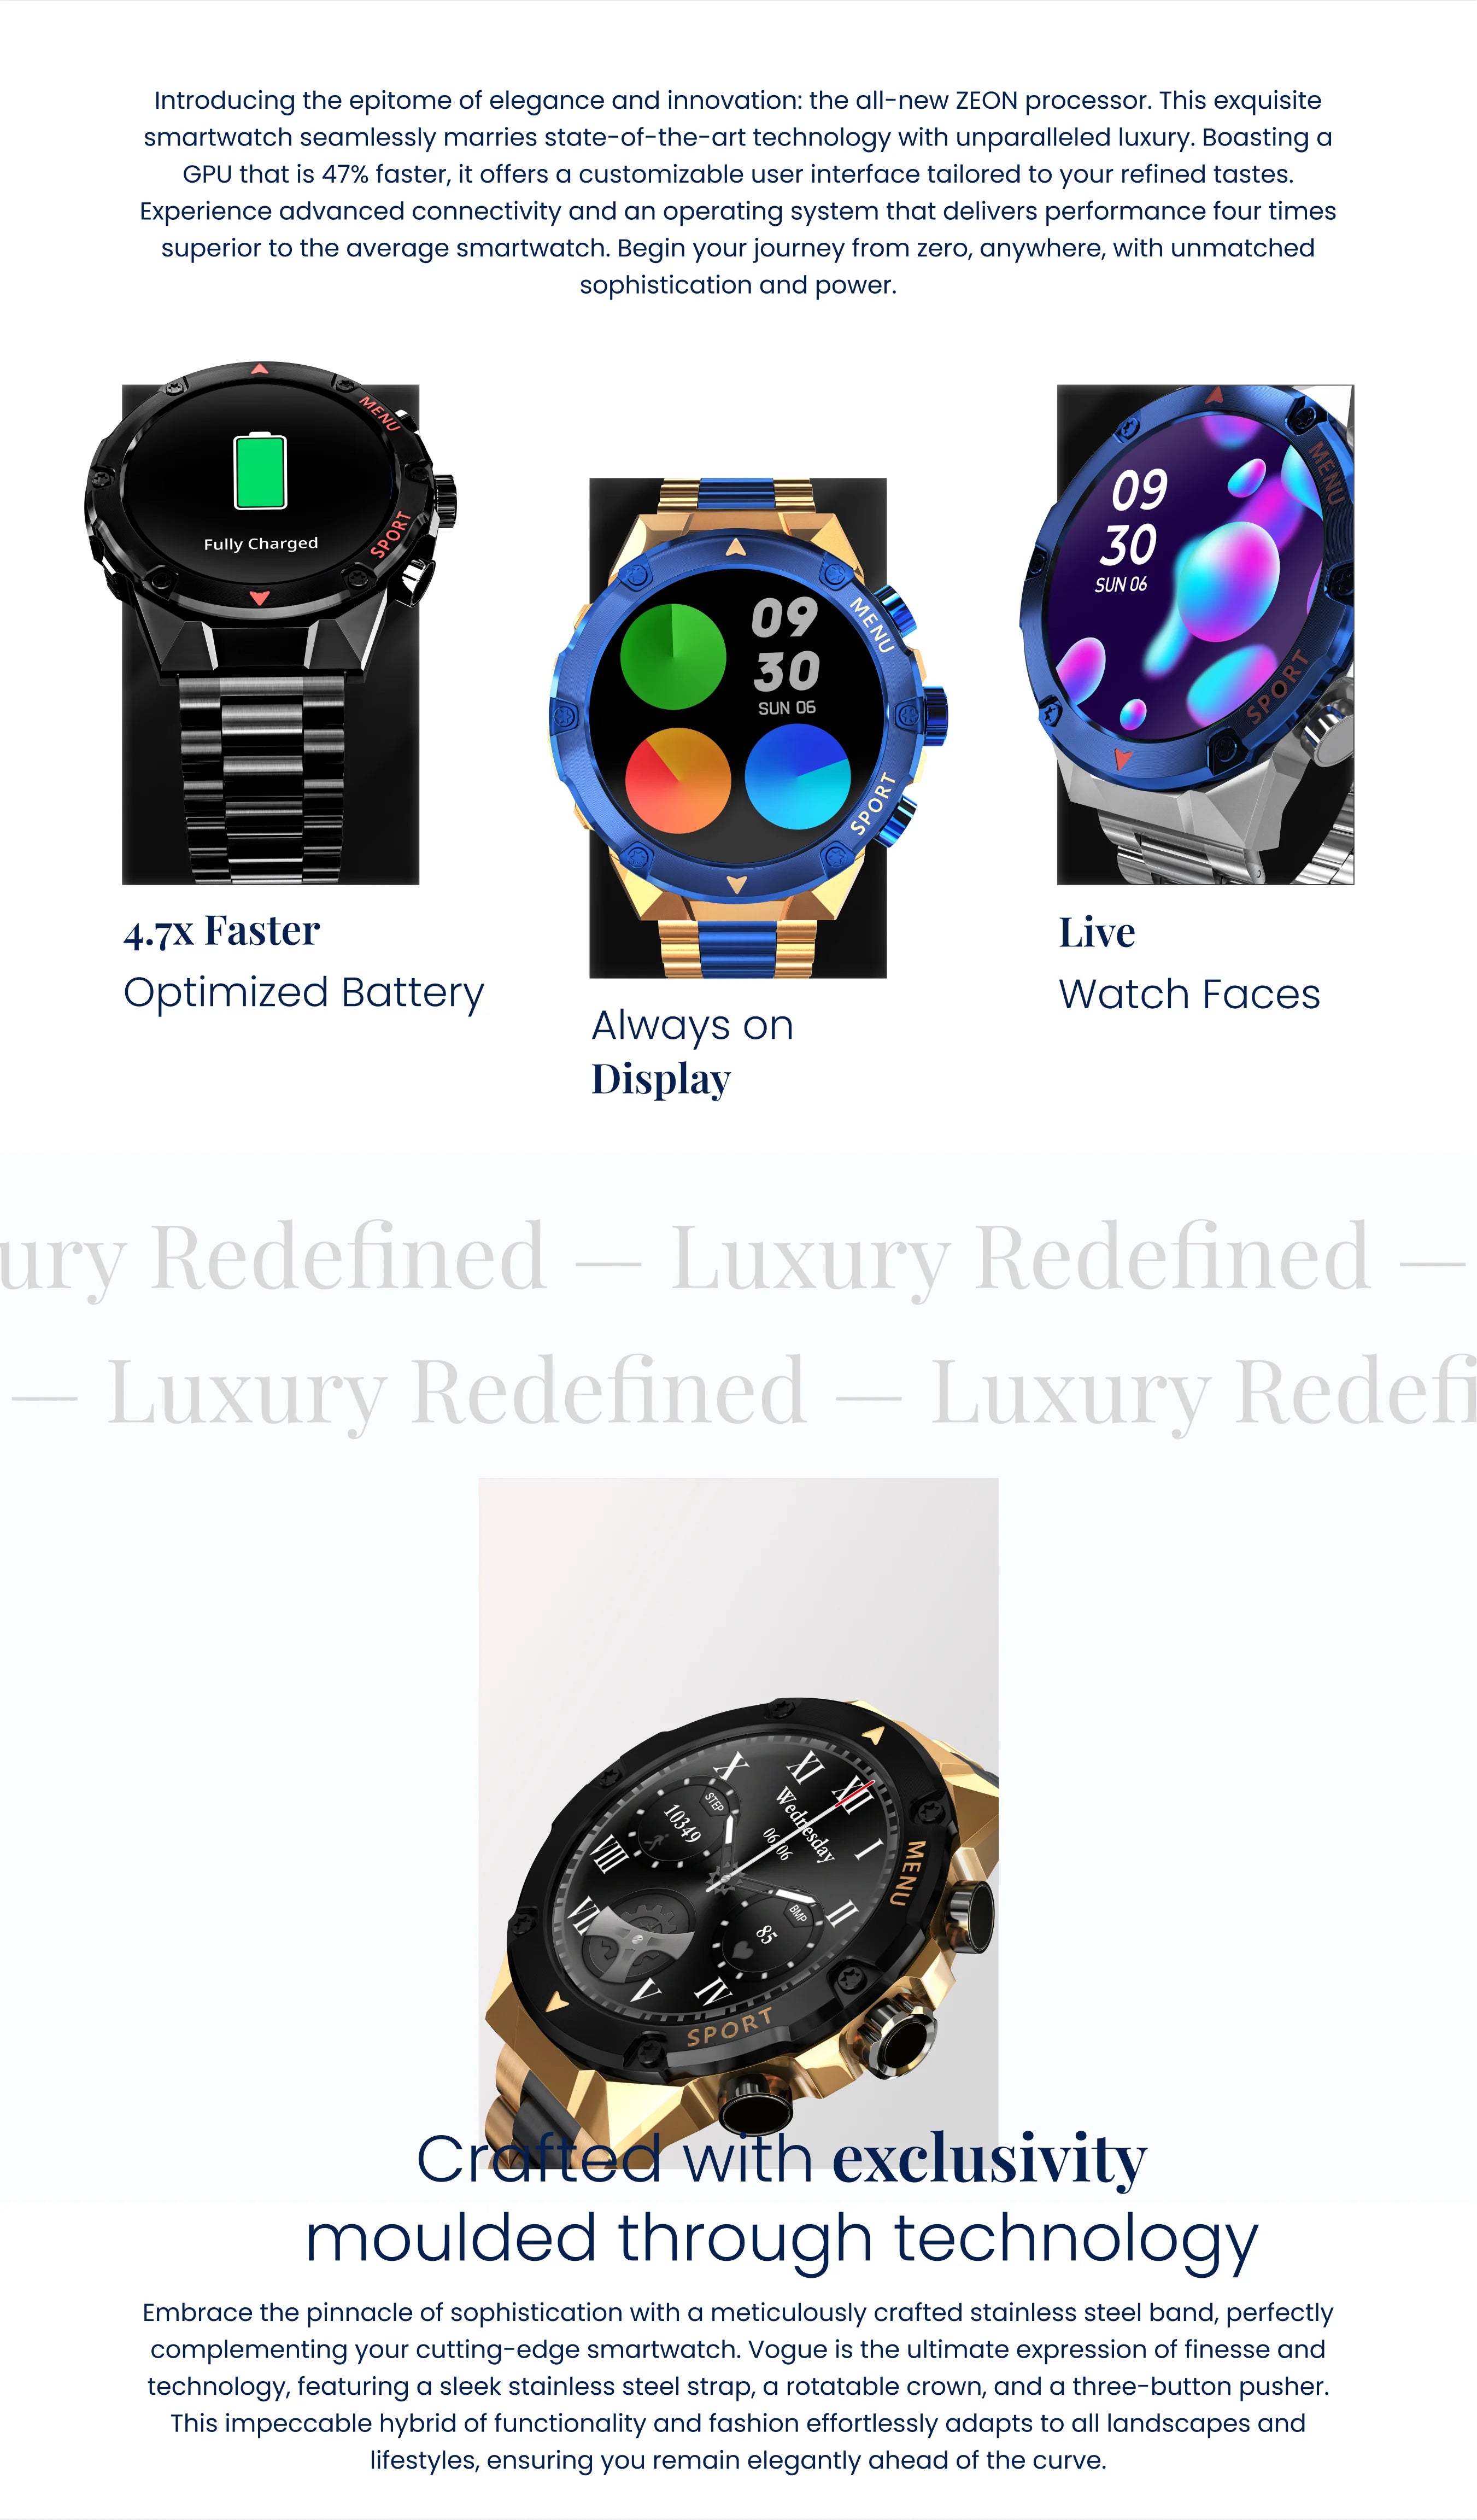 Introducing the epitome of elegance and innovation: the all-new ZEON processor. This exquisite
smartwatch seamlessly marries state-of-the-art technology with unparalleled luxury. Boasting a
GPU that is 47% faster, it offers a customizable user interface tailored to your refined tastes.
Experience advanced connectivity and an operating system that delivers performance four times
superior to the average smartwatch. Begin your journey from zero, anywhere, with unmatched
sophistication and power.
MENU
Fully Charged
SPORT
4.7x Faster
Optimized Battery
09
30
SUN 06
MENU
SPORT
Always on
Display
09
30
SUN 06
MENU
SPORT
Live
Watch Faces
ury Redefined — Luxury Redefined —
— Luxury Redefined — Luxury Redefi
X
XI
XII
I
II
IV
V
VII
VIII
STEP
10349
Wednesday
06/06
BMP
85
MENU
SPORT
Crafted with exclusivity
moulded through technology
Embrace the pinnacle of sophistication with a meticulously crafted stainless steel band, perfectly
complementing your cutting-edge smartwatch. Vogue is the ultimate expression of finesse and
technology, featuring a sleek stainless steel strap, a rotatable crown, and a three-button pusher.
This impeccable hybrid of functionality and fashion effortlessly adapts to all landscapes and
lifestyles, ensuring you remain elegantly ahead of the curve.